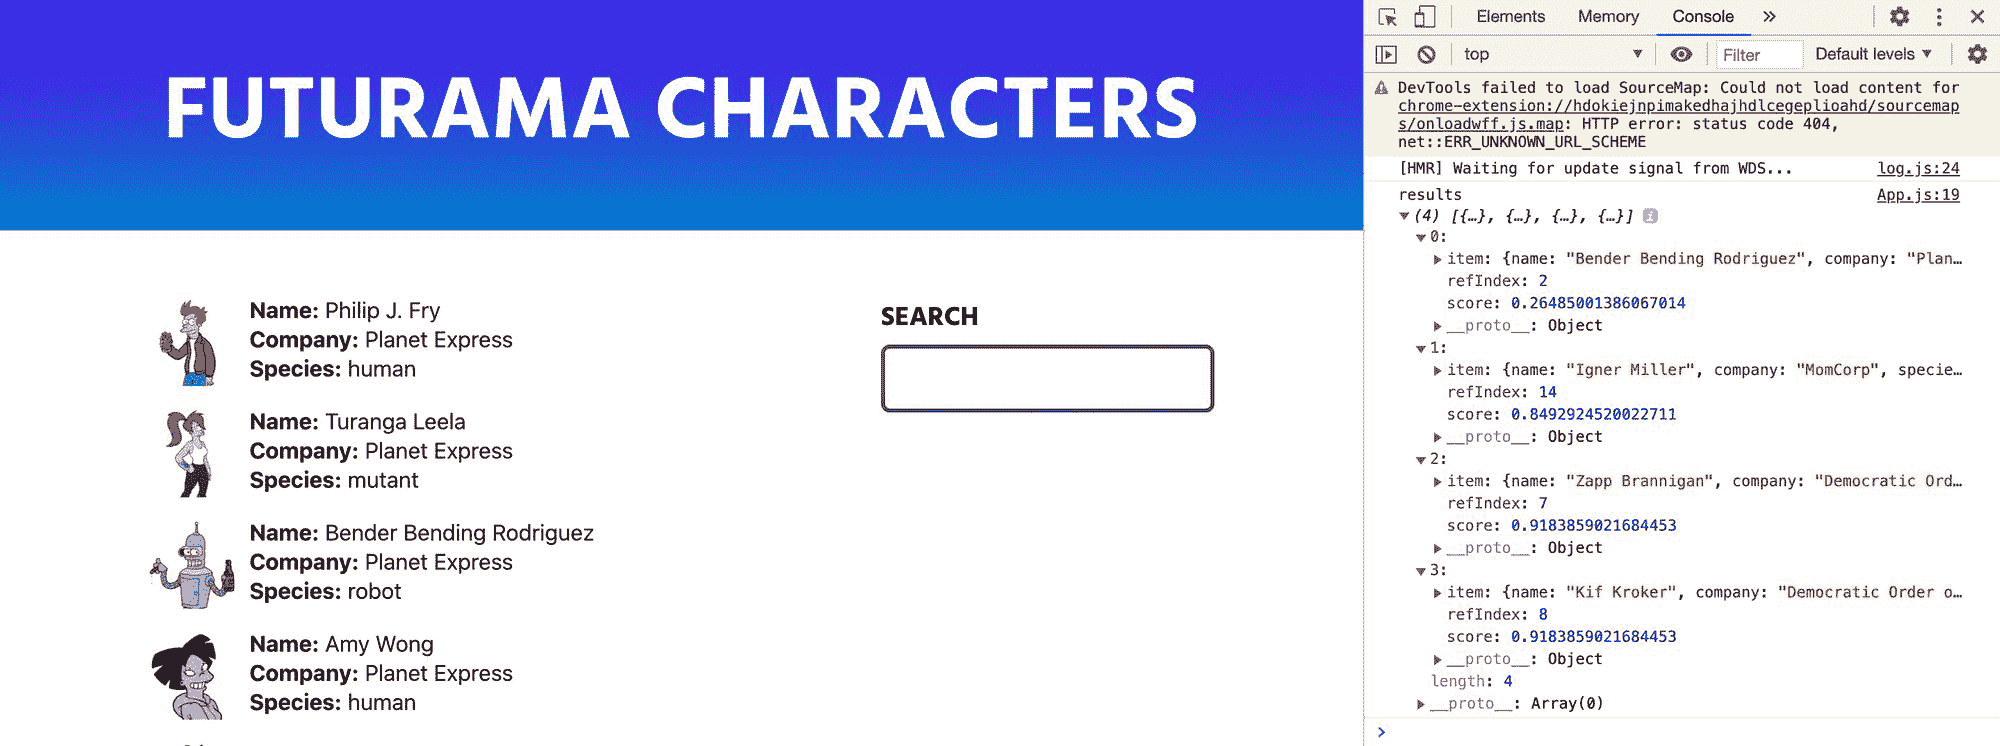 FUTURAMA CHARACTERS
Name: Philip J. Fry
Company: Planet Express
Species: human
Name: Turanga Leela
Company: Planet Express
Species: mutant
Name: Bender Bending Rodriguez
Company: Planet Express
Species: robot
Name: Amy Wong
Company: Planet Express
Species: human
SEARCH
Elements Memory Console »
top Filter Default levels
DevTools failed to load SourceMap: Could not load content for
chrome-extension://hdokiejnpimakedhajhdlcegeplioahd/sourcemap
s/onloadwff.js.map: HTTP error: status code 404,
net::ERR_UNKNOWN_URL_SCHEME
[HMR] Waiting for update signal from WDS... log.js:24
results App.js:19
(4) [{…}, {…}, {…}, {…}] i
0:
item: {name: "Bender Bending Rodriguez", company: "Plan…
refIndex: 2
score: 0.26485001386067014
__proto__: Object
1:
item: {name: "Igner Miller", company: "MomCorp", specie…
refIndex: 14
score: 0.8492924520022711
__proto__: Object
2:
item: {name: "Zapp Brannigan", company: "Democratic Ord…
refIndex: 7
score: 0.9183859021684453
__proto__: Object
3:
item: {name: "Kif Kroker", company: "Democratic Order o…
refIndex: 8
score: 0.9183859021684453
__proto__: Object
length: 4
__proto__: Array(0)